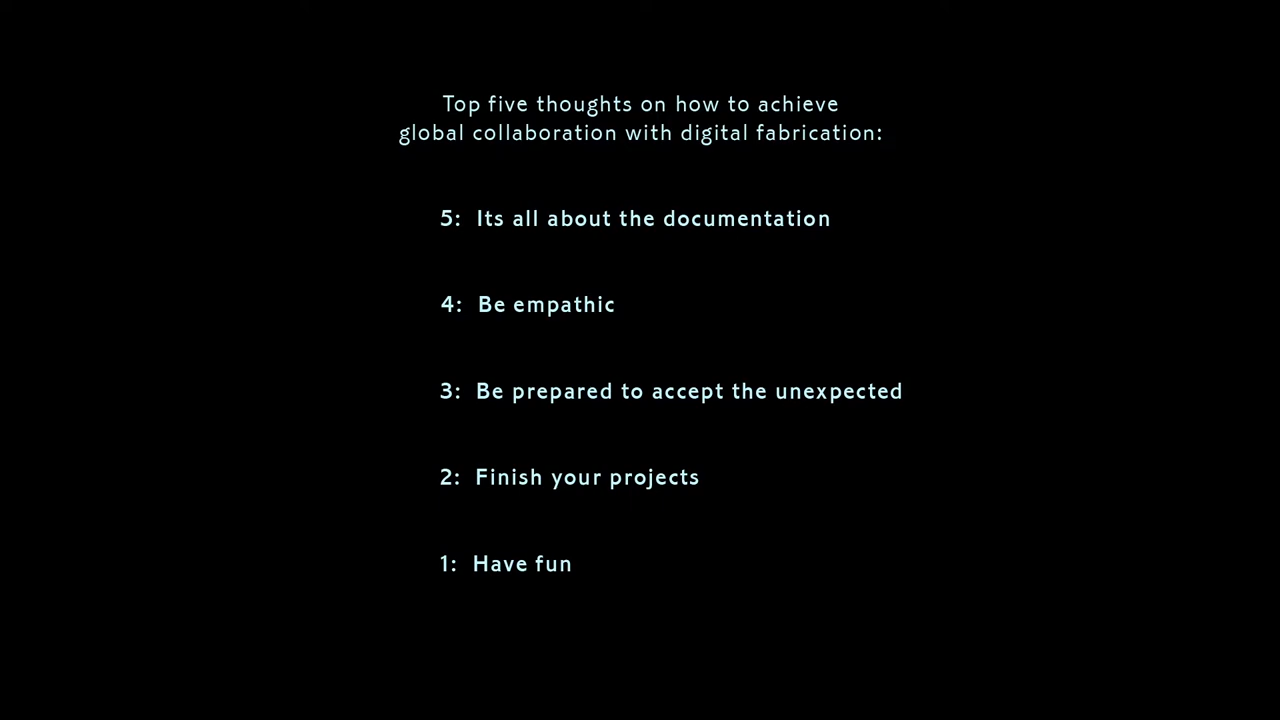 Top five thoughts on how to achieve
global collaboration with digital fabrication:
5: Its all about the documentation
4: Be empathic
3: Be prepared to accept the unexpected
2: Finish your projects
1: Have fun